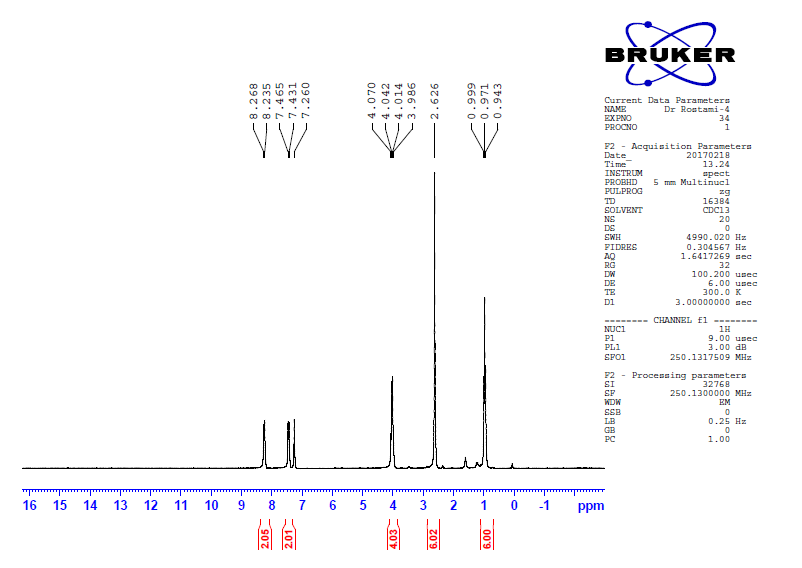 BRUKER
8.268
8.235
7.465
7.431
7.260
4.070
4.042
4.014
3.986
2.626
0.999
0.971
0.943
Current Data Parameters
NAME Dr Rostami-4
EXPNO 34
PROCNO 1
F2 - Acquisition Parameters
Date_ 20170218
Time 13.24
INSTRUM spect
PROBHD 5 mm Multinucl
PULPROG zg
TD 16384
SOLVENT CDCl3
NS 20
DS 0
SWH 4990.020 Hz
FIDRES 0.304567 Hz
AQ 1.6417269 sec
RG 32
DW 100.200 usec
DE 6.00 usec
TE 300.0 K
D1 3.00000000 sec
======== CHANNEL f1 ========
NUC1 1H
P1 9.00 usec
PL1 3.00 dB
SFO1 250.1317509 MHz
F2 - Processing parameters
SI 32768
SF 250.1300000 MHz
WDW EM
SSB 0
LB 0.25 Hz
GB 0
PC 1.00
16 15 14 13 12 11 10 9 8 7 6 5 4 3 2 1 0 -1 ppm
2.05
2.01
4.03
6.02
6.00